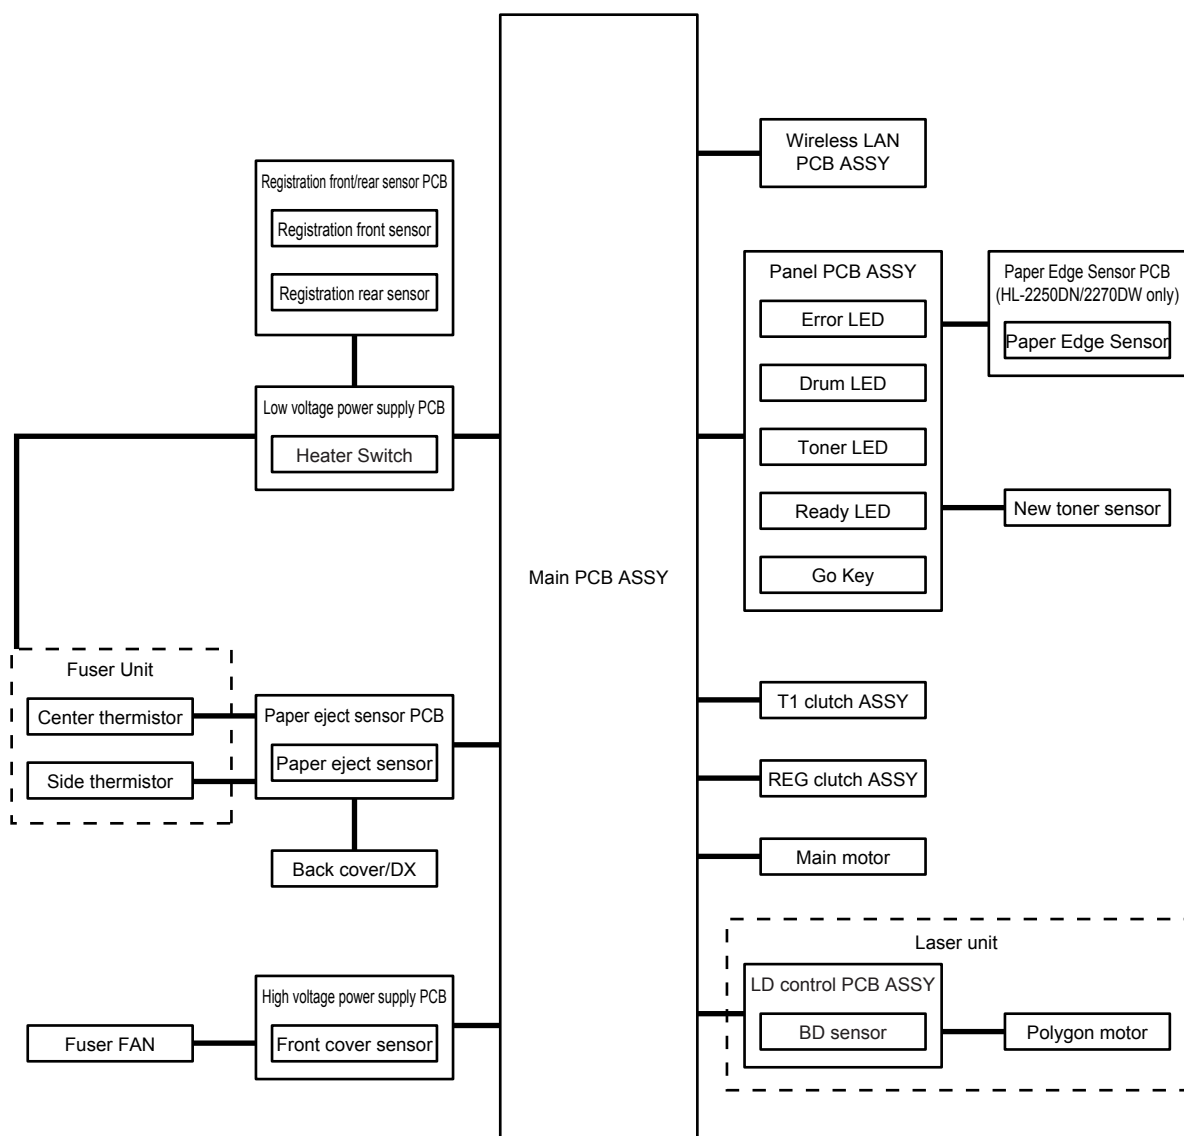 Registration front/rear sensor PCB
Registration front sensor
Registration rear sensor
Low voltage power supply PCB
Heater Switch
Fuser Unit
Center thermistor
Side thermistor
Paper eject sensor PCB
Paper eject sensor
Back cover/DX
High voltage power supply PCB
Front cover sensor
Fuser FAN
Main PCB ASSY
Wireless LAN
PCB ASSY
Panel PCB ASSY
Error LED
Drum LED
Toner LED
Ready LED
Go Key
Paper Edge Sensor PCB
(HL-2250DN/2270DW only)
Paper Edge Sensor
New toner sensor
T1 clutch ASSY
REG clutch ASSY
Main motor
Laser unit
LD control PCB ASSY
BD sensor
Polygon motor